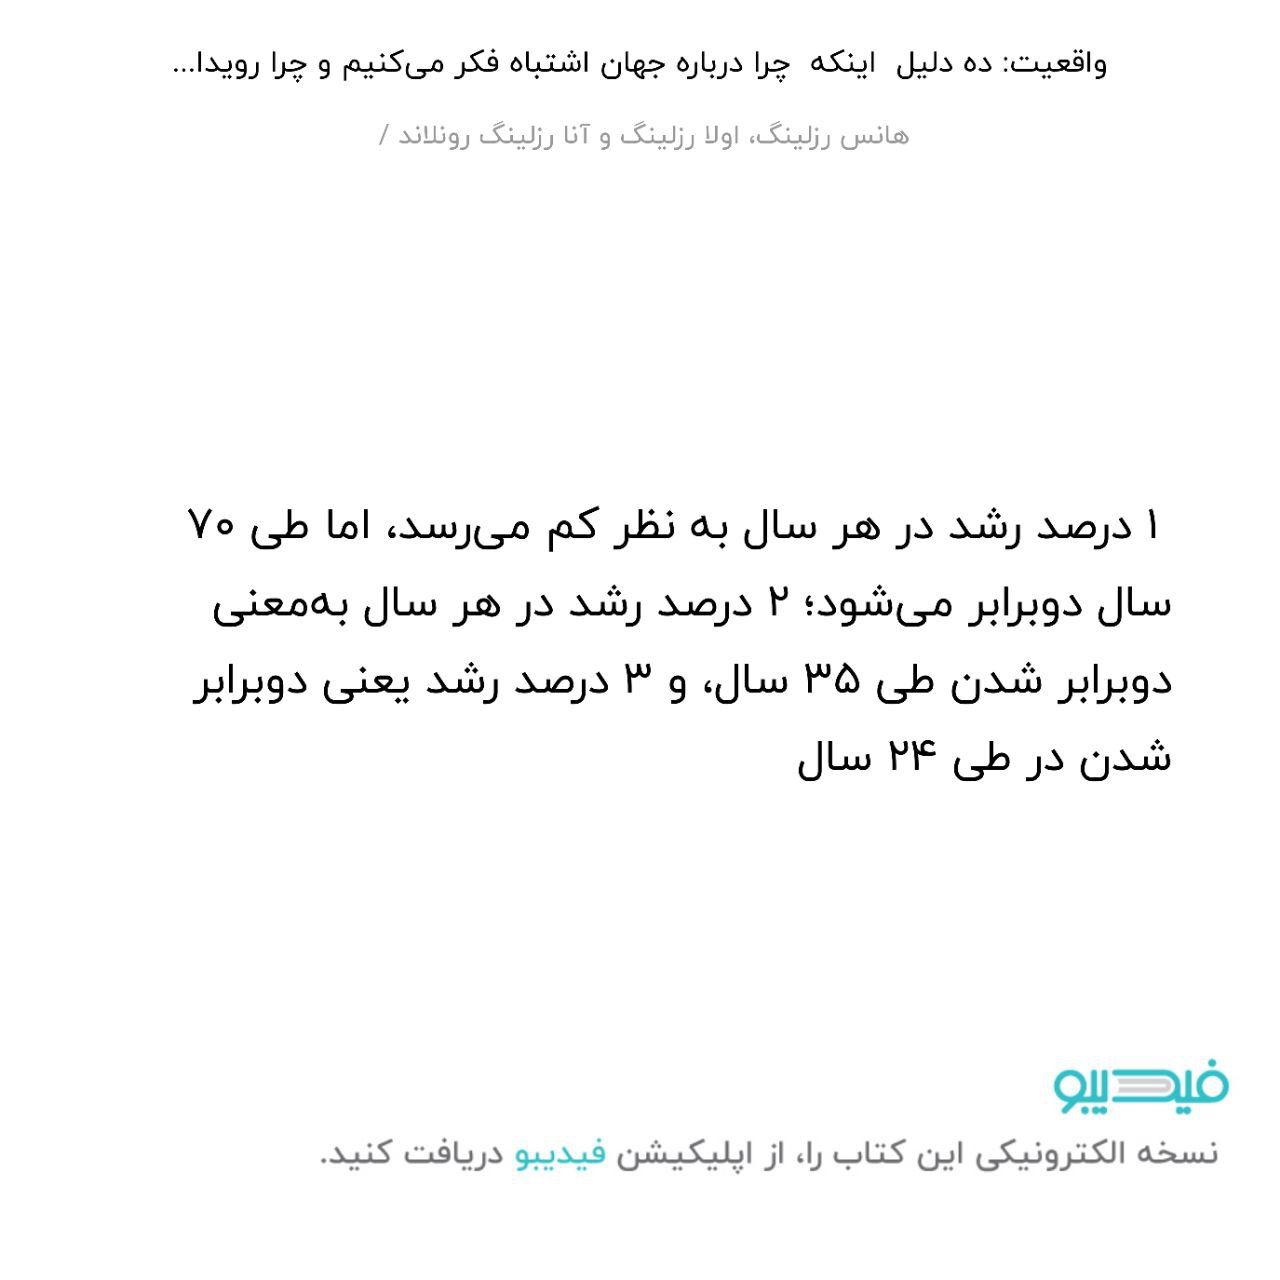 واقعیت: ده دلیل اینکه چرا درباره جهان اشتباه فکر می‌کنیم و چرا رویدا...
هانس رزلینگ، اولا رزلینگ و آنا رزلینگ رونلاند /
۱ درصد رشد در هر سال به نظر کم می‌رسد، اما طی ۷۰
سال دوبرابر می‌شود؛ ۲ درصد رشد در هر سال به‌معنی
دوبرابر شدن طی ۳۵ سال، و ۳ درصد رشد یعنی دوبرابر
شدن در طی ۲۴ سال
فیدیبو
نسخه الکترونیکی این کتاب را، از اپلیکیشن فیدیبو دریافت کنید.